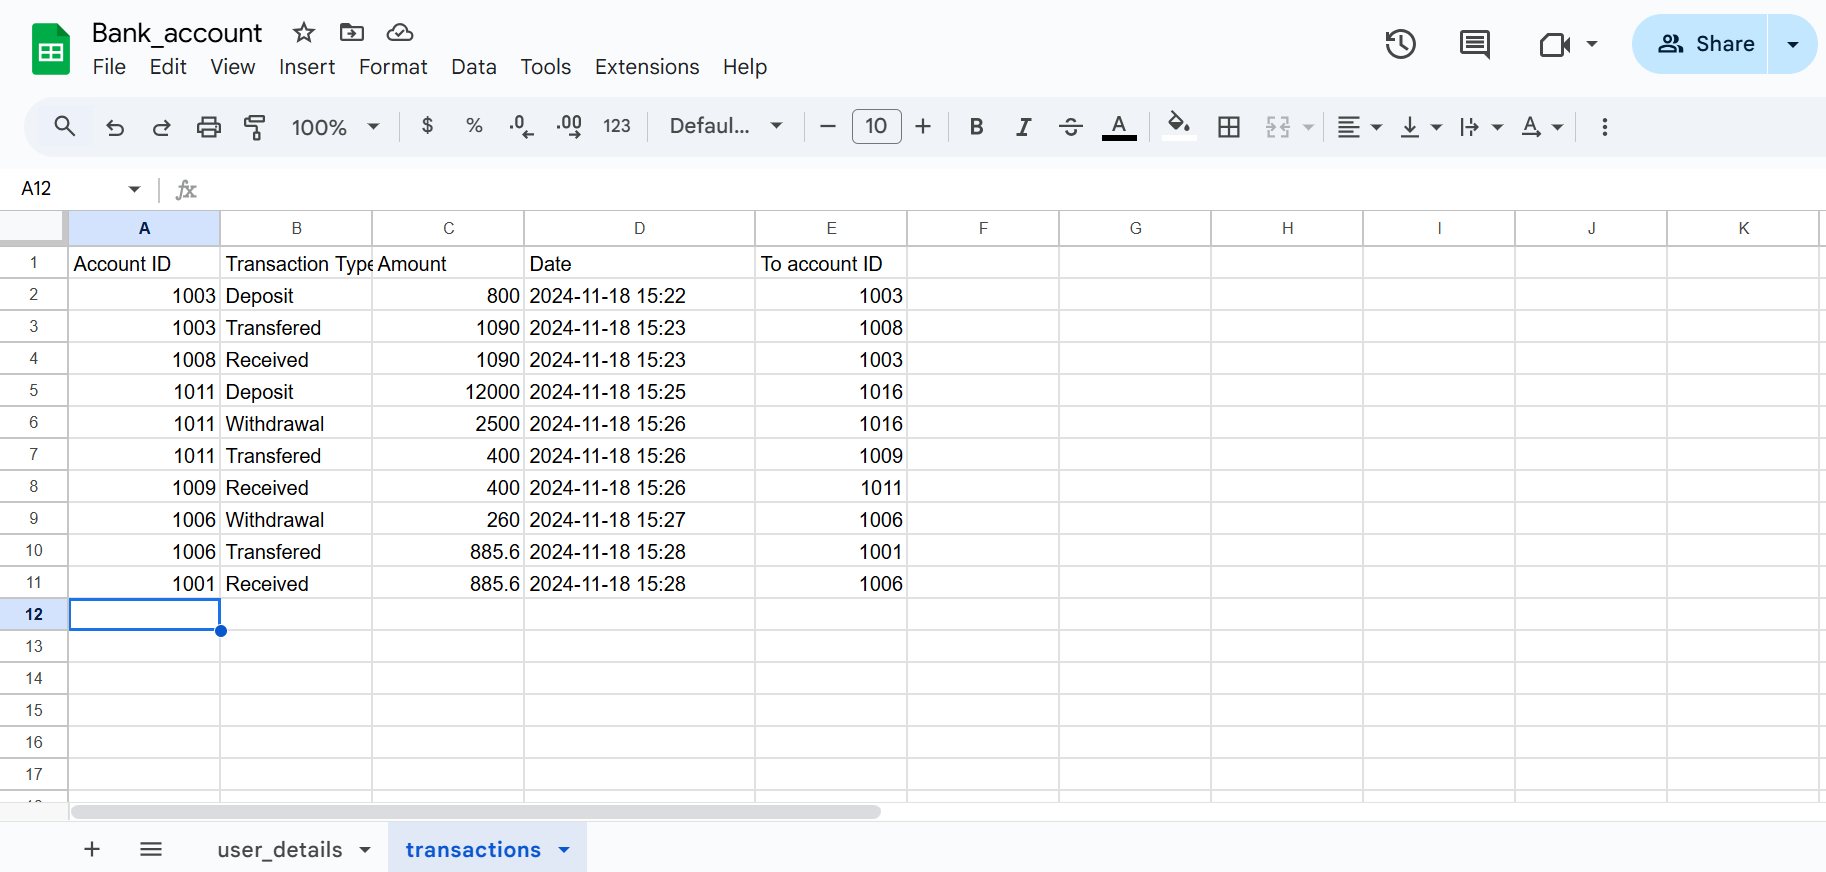 Bank_account
File Edit View Insert Format Data Tools Extensions Help
Share
100% $ % .0 .00 123 Defaul... 10 B I A A
A12 fx
A B C D E F G H I J K
1 Account ID Transaction Type Amount Date To account ID
2 1003 Deposit 800 2024-11-18 15:22 1003
3 1003 Transfered 1090 2024-11-18 15:23 1008
4 1008 Received 1090 2024-11-18 15:23 1003
5 1011 Deposit 12000 2024-11-18 15:25 1016
6 1011 Withdrawal 2500 2024-11-18 15:26 1016
7 1011 Transfered 400 2024-11-18 15:26 1009
8 1009 Received 400 2024-11-18 15:26 1011
9 1006 Withdrawal 260 2024-11-18 15:27 1006
10 1006 Transfered 885.6 2024-11-18 15:28 1001
11 1001 Received 885.6 2024-11-18 15:28 1006
12
13
14
15
16
17
user_details transactions